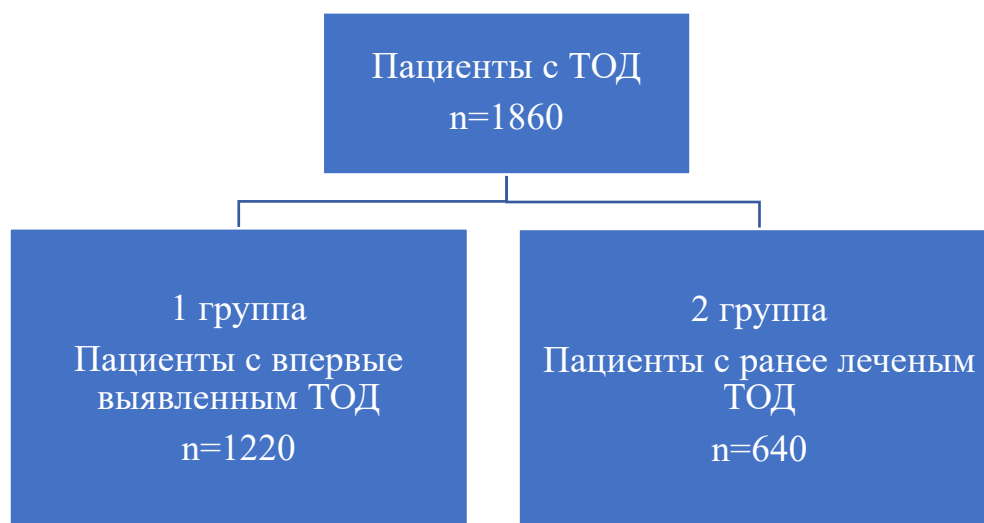 Пациенты с ТОД
n=1860
1 группа
Пациенты с впервые
выявленным ТОД
n=1220
2 группа
Пациенты с ранее леченым
ТОД
n=640